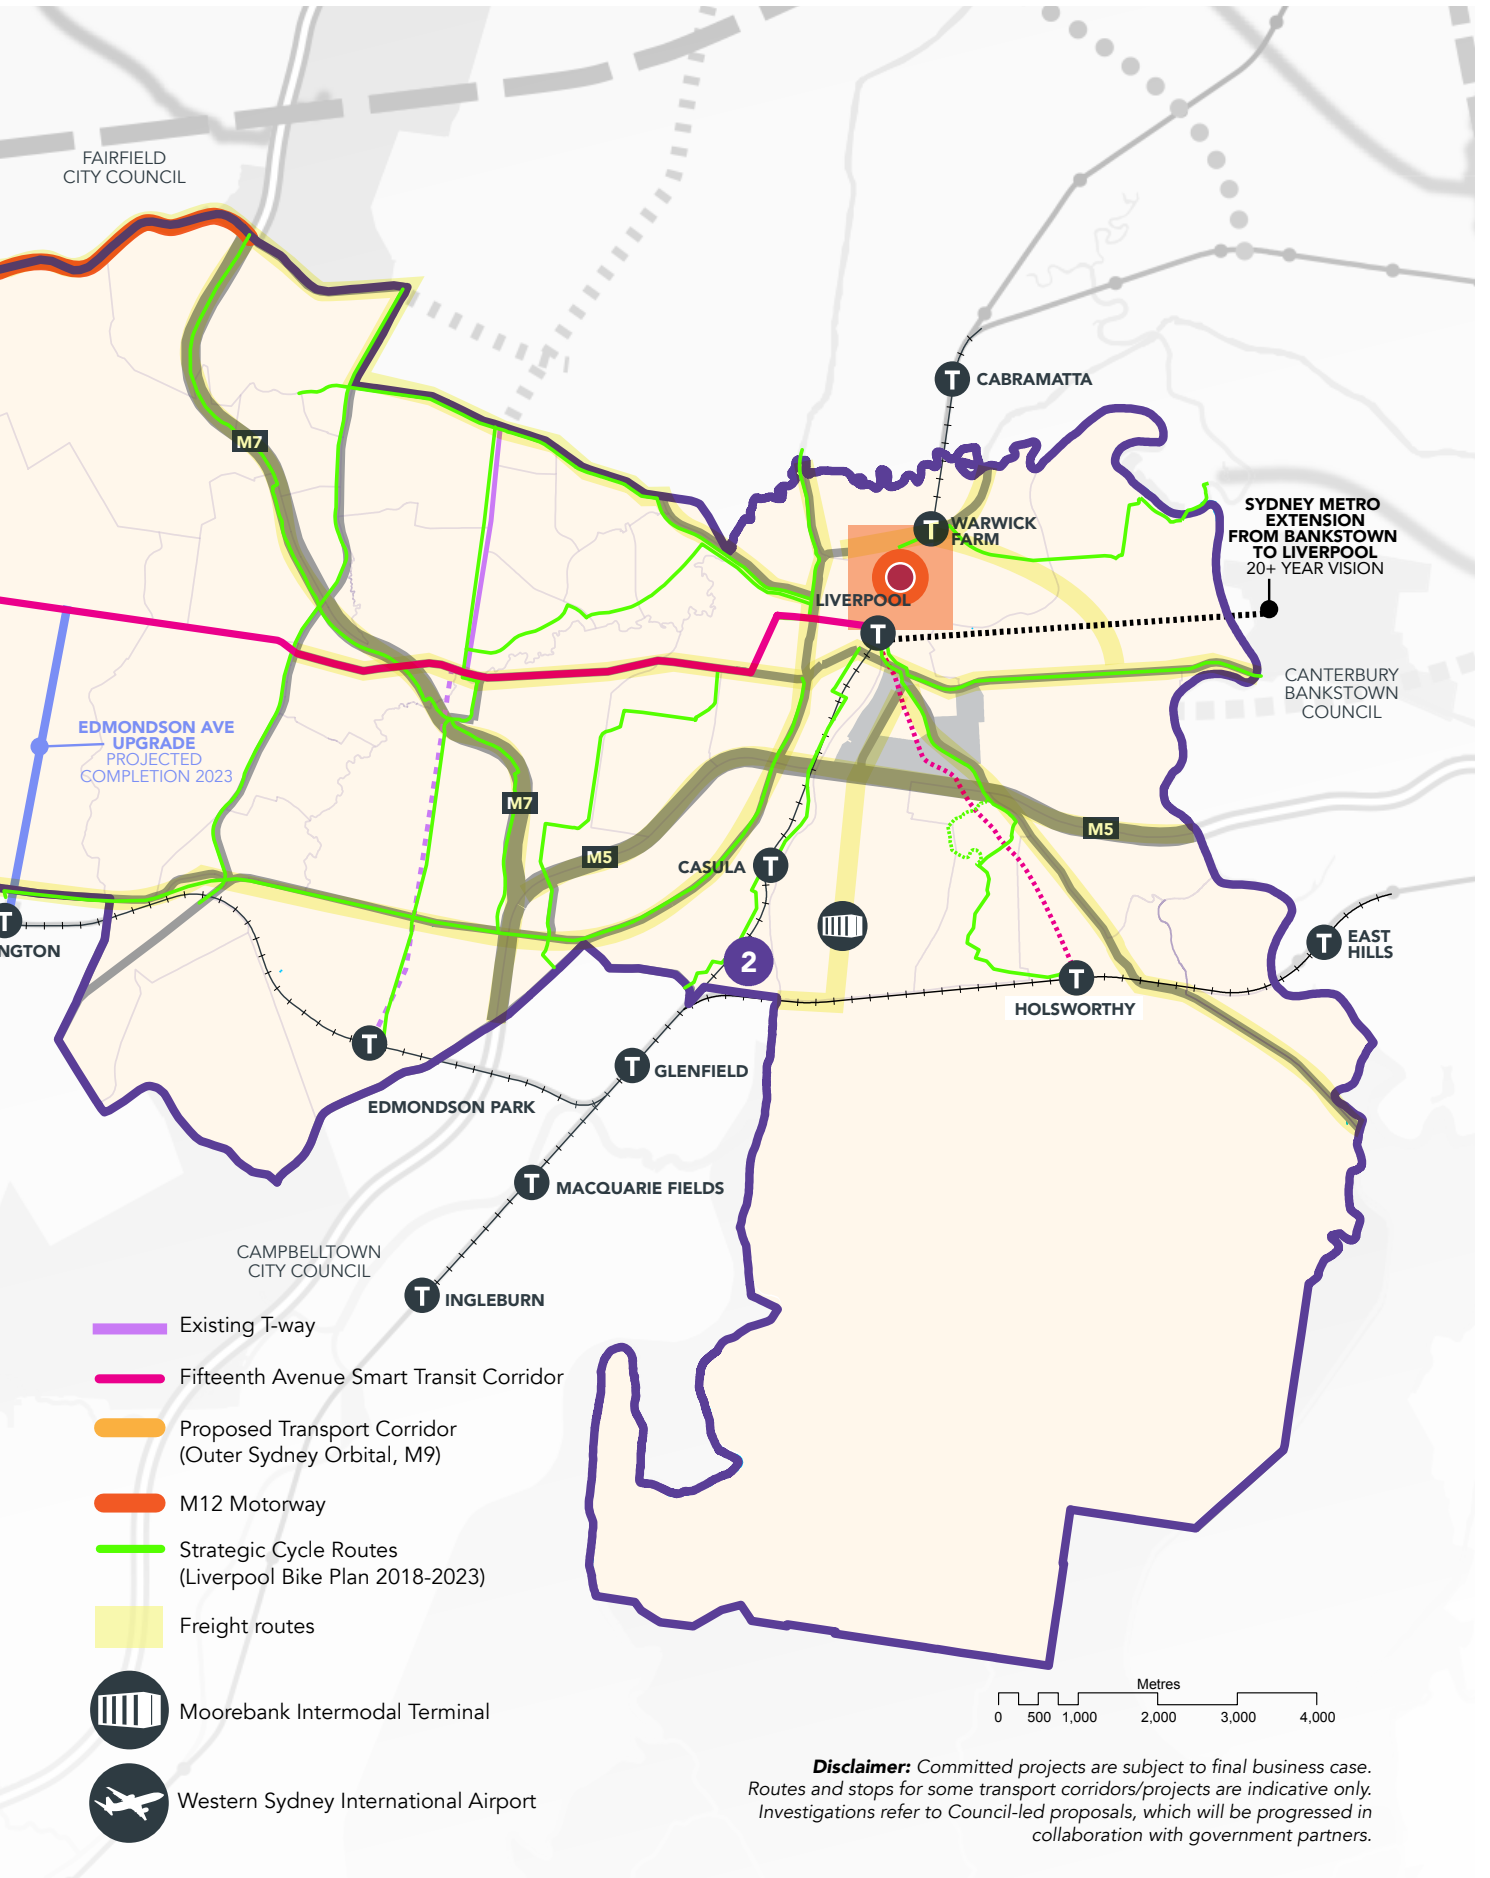 FAIRFIELD
CITY COUNCIL
T
CABRAMATTA
M7
T
WARWICK
FARM
SYDNEY METRO
EXTENSION
FROM BANKSTOWN
TO LIVERPOOL
20+ YEAR VISION
LIVERPOOL
T
CANTERBURY
BANKSTOWN
COUNCIL
EDMONDSON AVE
UPGRADE
PROJECTED
COMPLETION 2023
M7
M5
M5
CASULA
T
T
NGTON
2
T
EAST
HILLS
T
HOLSWORTHY
T
EDMONDSON PARK
T
GLENFIELD
T
MACQUARIE FIELDS
CAMPBELLTOWN
CITY COUNCIL
T
INGLEBURN
Existing T-way
Fifteenth Avenue Smart Transit Corridor
Proposed Transport Corridor
(Outer Sydney Orbital, M9)
M12 Motorway
Strategic Cycle Routes
(Liverpool Bike Plan 2018-2023)
Freight routes
Moorebank Intermodal Terminal
Western Sydney International Airport
Metres
0 500 1,000 2,000 3,000 4,000
Disclaimer: Committed projects are subject to final business case.
Routes and stops for some transport corridors/projects are indicative only.
Investigations refer to Council-led proposals, which will be progressed in
collaboration with government partners.